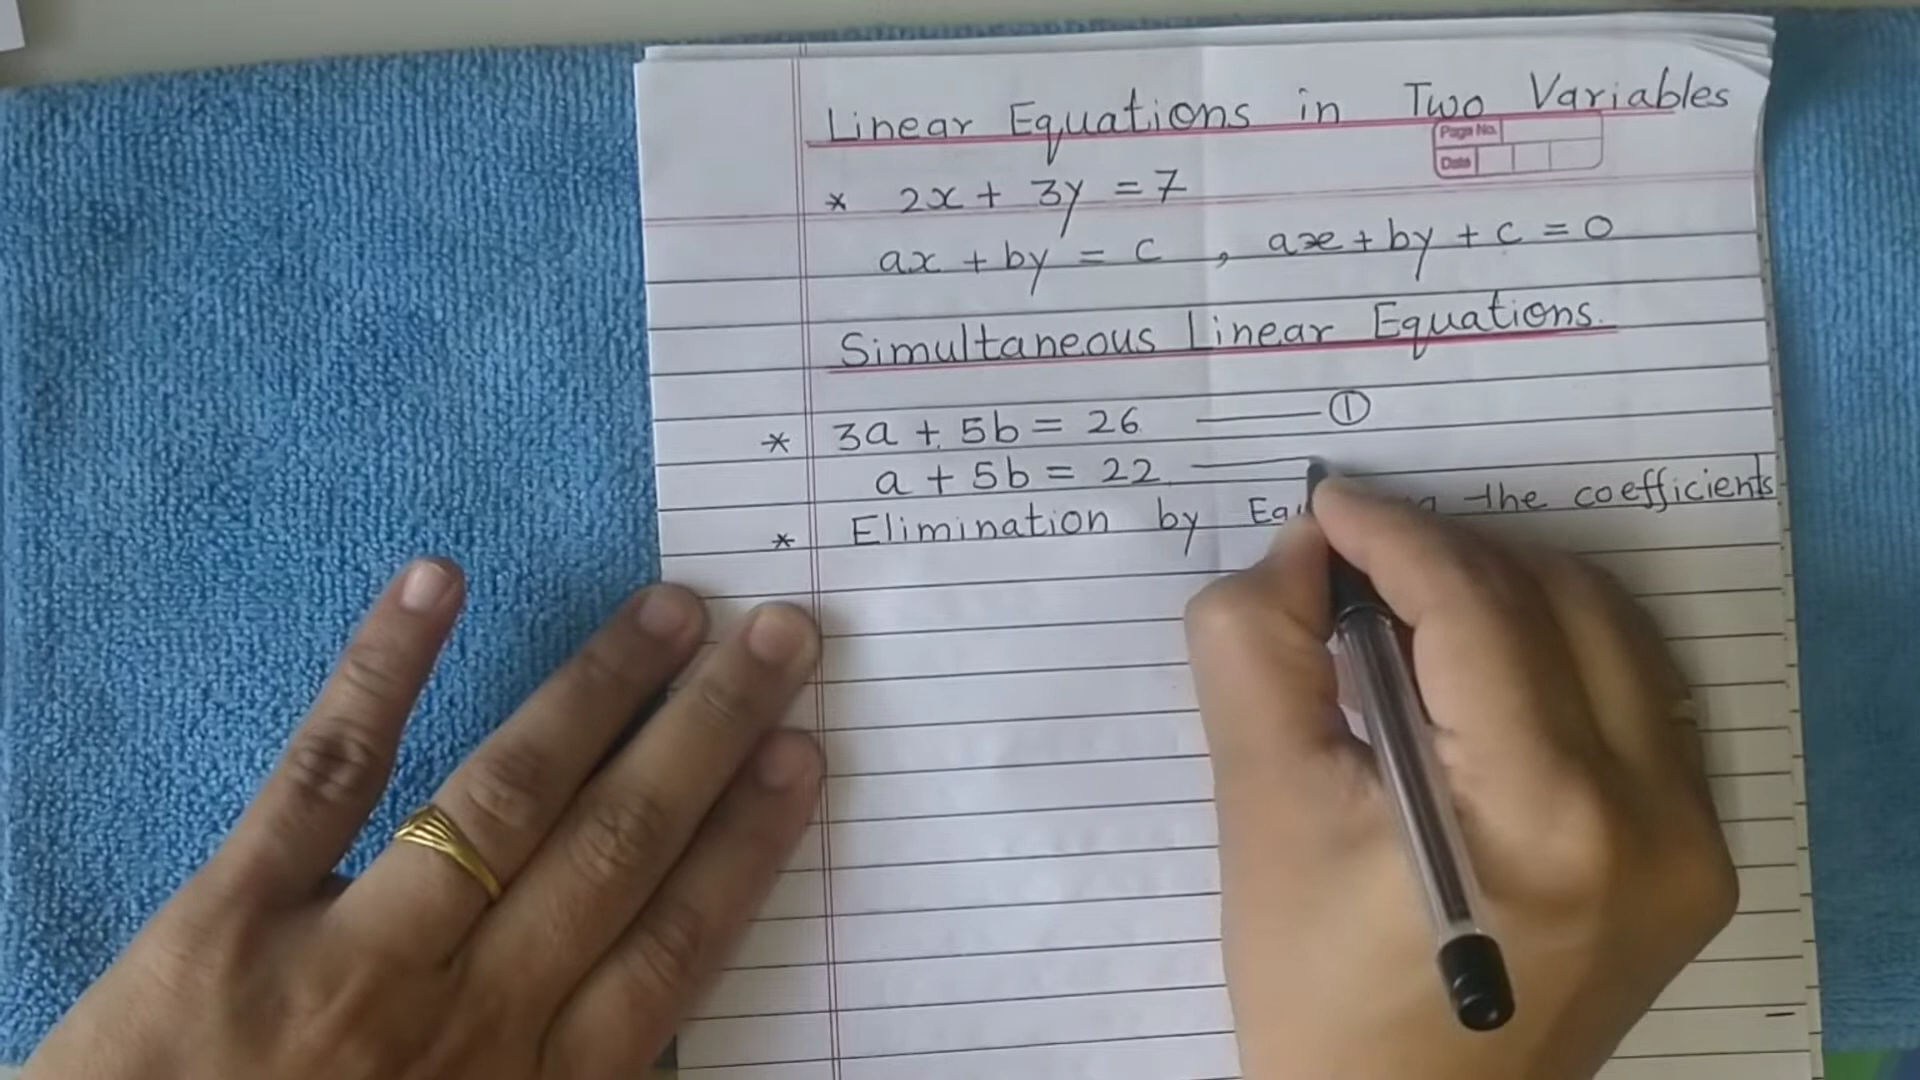 Linear Equations in Two Variables
Page No.
Date
* 2x + 3y = 7
ax + by = c , ax + by + c = 0
Simultaneous Linear Equations.
* 3a + 5b = 26 ——— ①
a + 5b = 22 ———
* Elimination by the coefficients